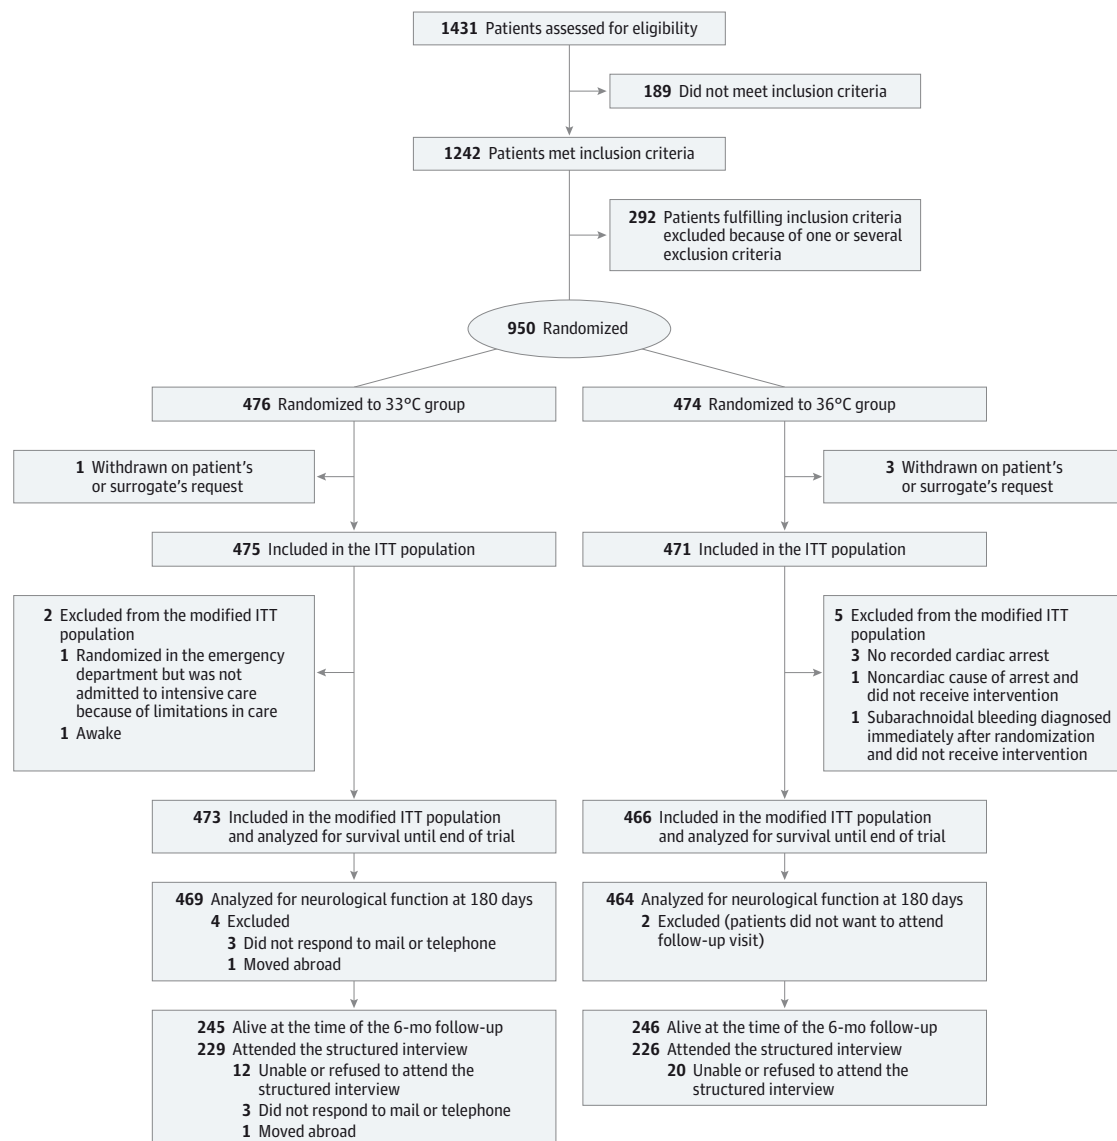 1431 Patients assessed for eligibility
189 Did not meet inclusion criteria
1242 Patients met inclusion criteria
292 Patients fulfilling inclusion criteria
excluded because of one or several
exclusion criteria
950 Randomized
476 Randomized to 33°C group
474 Randomized to 36°C group
1 Withdrawn on patient's
or surrogate's request
3 Withdrawn on patient's
or surrogate's request
475 Included in the ITT population
471 Included in the ITT population
2 Excluded from the modified ITT
population
1 Randomized in the emergency
department but was not
admitted to intensive care
because of limitations in care
1 Awake
5 Excluded from the modified ITT
population
3 No recorded cardiac arrest
1 Noncardiac cause of arrest and
did not receive intervention
1 Subarachnoidal bleeding diagnosed
immediately after randomization
and did not receive intervention
473 Included in the modified ITT population
and analyzed for survival until end of trial
466 Included in the modified ITT population
and analyzed for survival until end of trial
469 Analyzed for neurological function at 180 days
4 Excluded
3 Did not respond to mail or telephone
1 Moved abroad
464 Analyzed for neurological function at 180 days
2 Excluded (patients did not want to attend
follow-up visit)
245 Alive at the time of the 6-mo follow-up
229 Attended the structured interview
12 Unable or refused to attend the
structured interview
3 Did not respond to mail or telephone
1 Moved abroad
246 Alive at the time of the 6-mo follow-up
226 Attended the structured interview
20 Unable or refused to attend the
structured interview